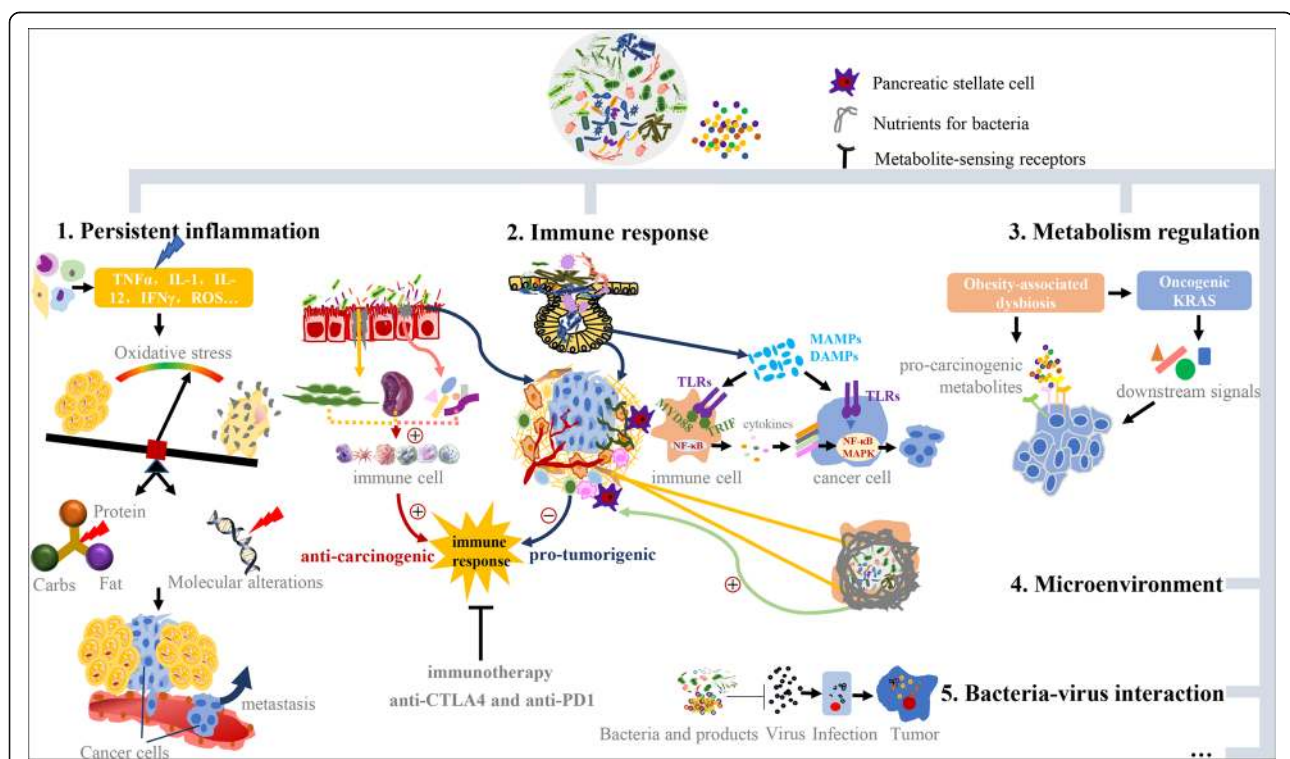 Pancreatic stellate cell
Nutrients for bacteria
Metabolite-sensing receptors
1. Persistent inflammation
TNFα, IL-1, IL-
12, IFNγ, ROS...
Oxidative stress
Protein
Carbs
Fat
Molecular alterations
metastasis
Cancer cells
2. Immune response
immune cell
anti-carcinogenic
immune
response
pro-tumorigenic
immunotherapy
anti-CTLA4 and anti-PD1
MAMPs
DAMPs
TLRs
MYD88
TRIF
NF-κB
immune cell
cytokines
TLRs
NF-κB
MAPK
cancer cell
3. Metabolism regulation
Obesity-associated
dysbiosis
Oncogenic
KRAS
pro-carcinogenic
metabolites
downstream signals
4. Microenvironment
5. Bacteria-virus interaction
Bacteria and products
Virus
Infection
Tumor
...